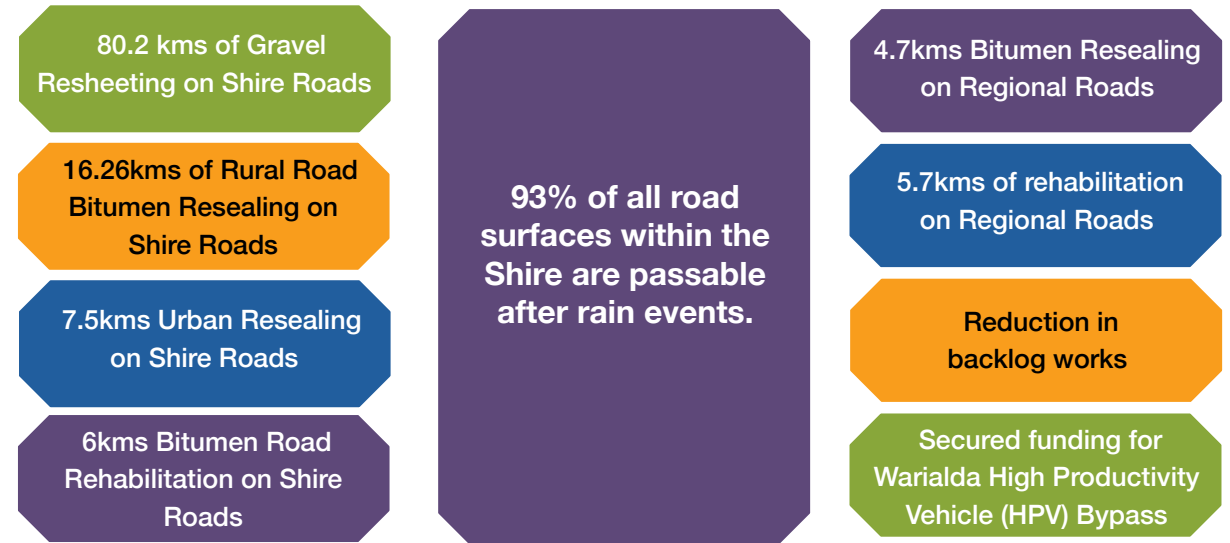 80.2 kms of Gravel
Resheeting on Shire Roads
16.26kms of Rural Road
Bitumen Resealing on
Shire Roads
7.5kms Urban Resealing
on Shire Roads
6kms Bitumen Road
Rehabilitation on Shire
Roads
93% of all road
surfaces within the
Shire are passable
after rain events.
4.7kms Bitumen Resealing
on Regional Roads
5.7kms of rehabilitation
on Regional Roads
Reduction in
backlog works
Secured funding for
Warialda High Productivity
Vehicle (HPV) Bypass